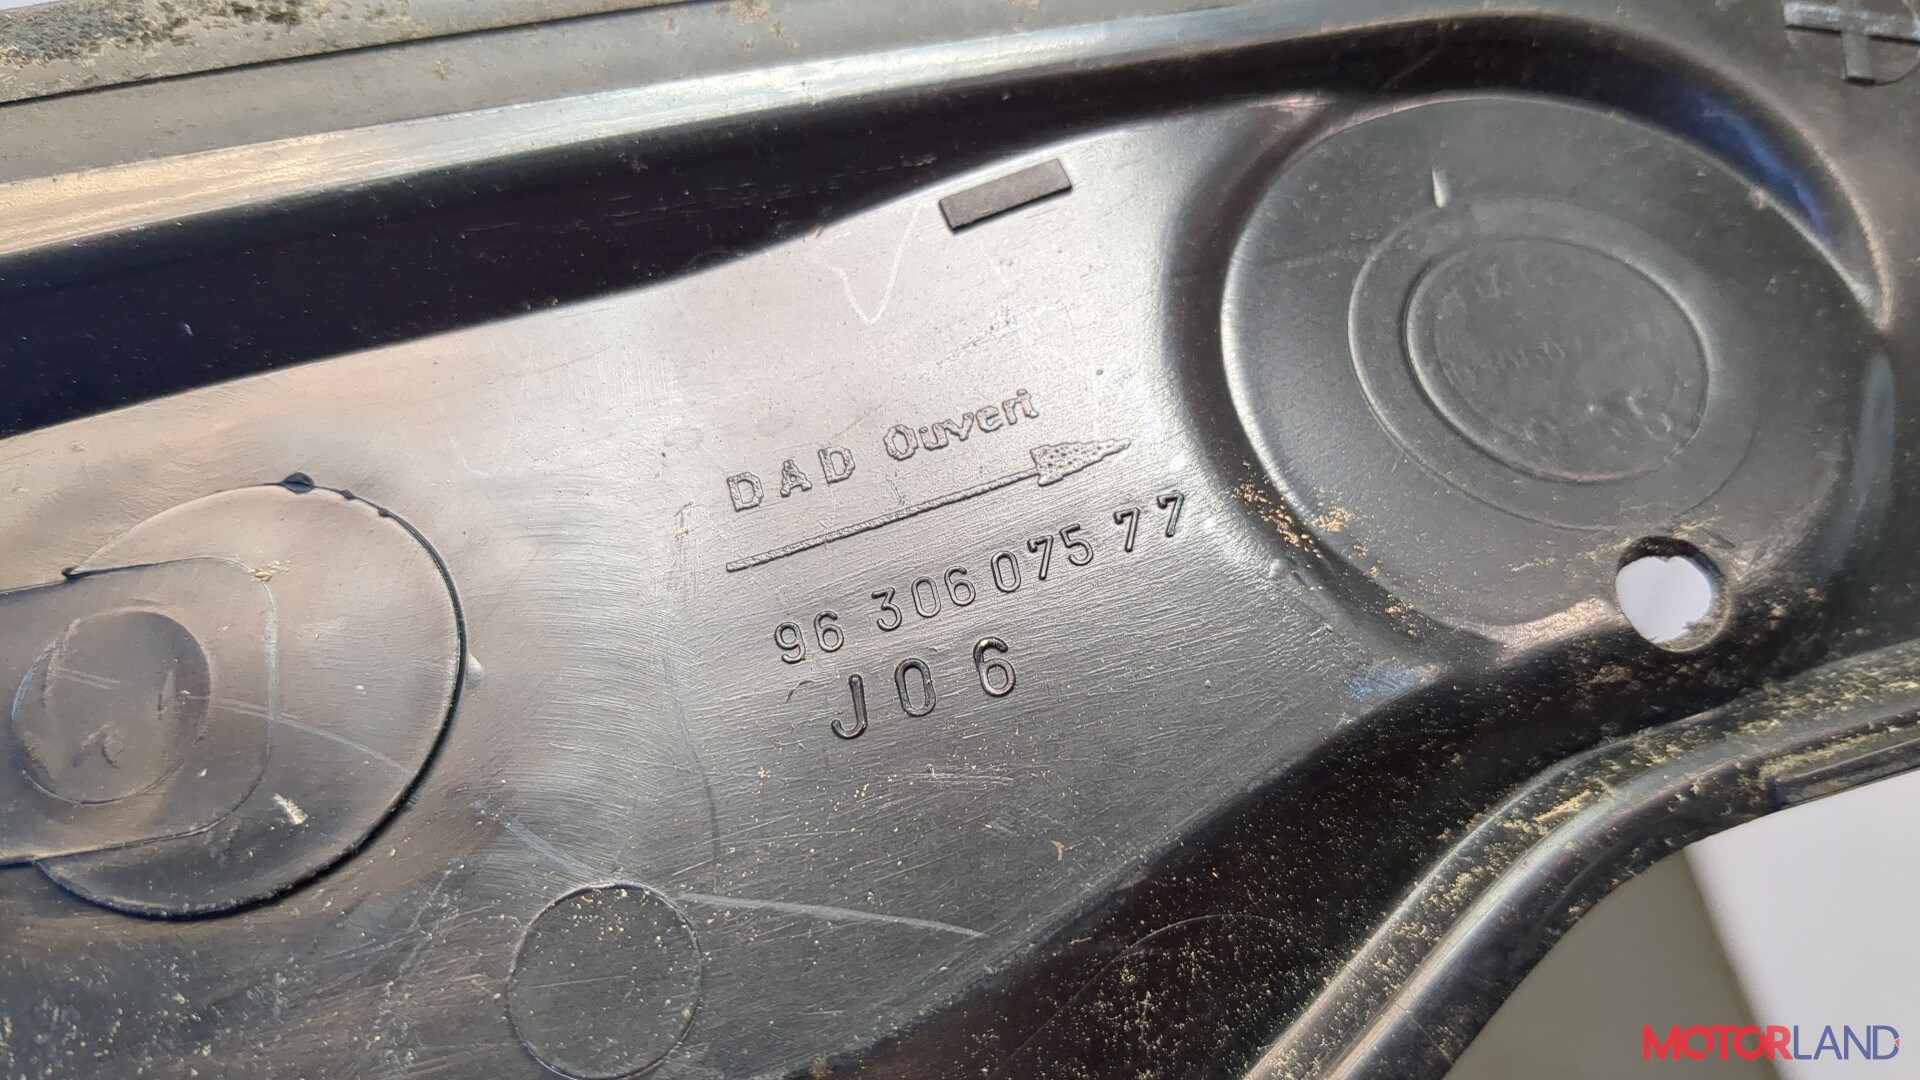 DAD Ouvert
96 306 075 77
J06
MOTORLAND